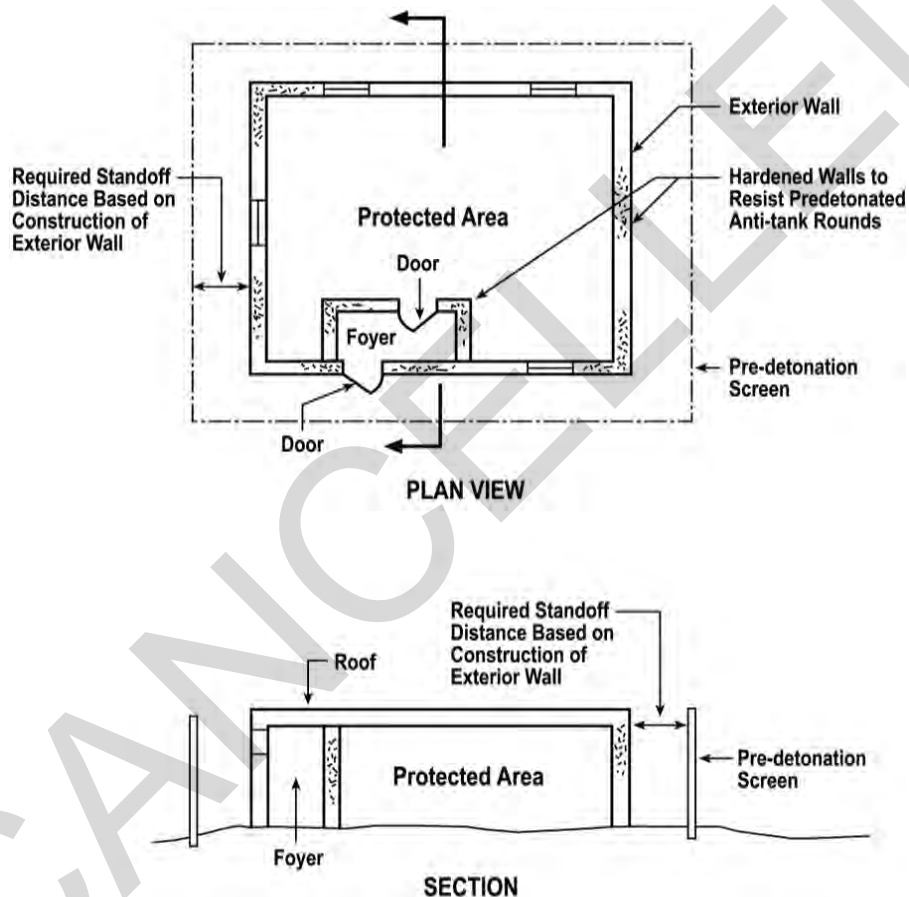 Exterior Wall
Required Standoff
Distance Based on
Construction of
Exterior Wall
Hardened Walls to
Resist Predetonated
Anti-tank Rounds
Protected Area
Door
Foyer
Pre-detonation
Screen
Door
PLAN VIEW
Required Standoff
Distance Based on
Construction of
Exterior Wall
Roof
Protected Area
Pre-detonation
Screen
Foyer
SECTION
CANCELLE